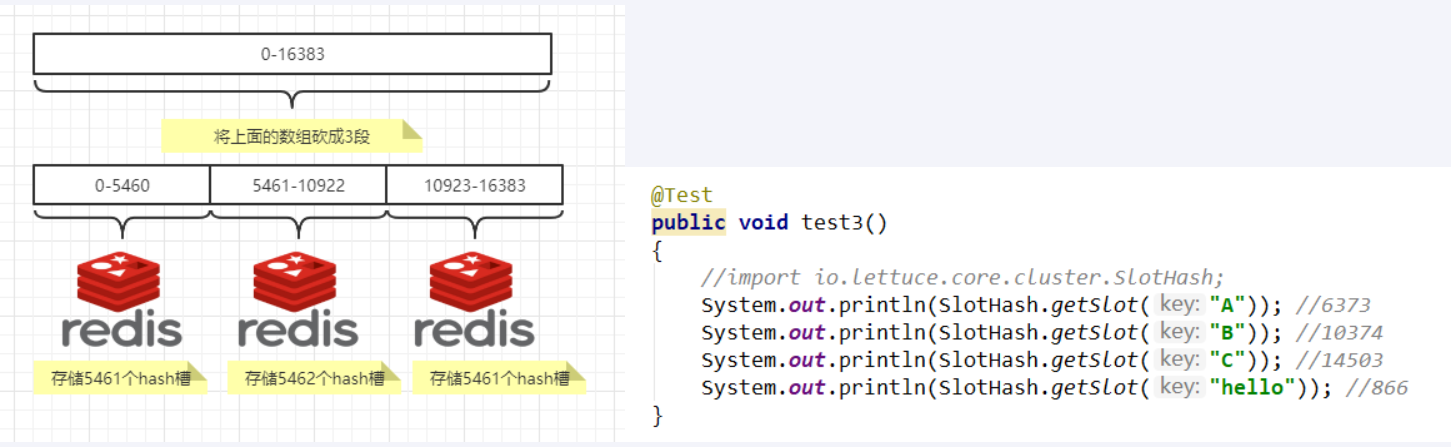 0-16383
将上面的数组砍成3段
0-5460 5461-10922 10923-16383
redis redis redis
存储5461个hash槽 存储5462个hash槽 存储5461个hash槽
@Test
public void test3()
{
//import io.lettuce.core.cluster.SlotHash;
System.out.println(SlotHash.getSlot( key: "A")); //6373
System.out.println(SlotHash.getSlot( key: "B")); //10374
System.out.println(SlotHash.getSlot( key: "C")); //14503
System.out.println(SlotHash.getSlot( key: "hello")); //866
}